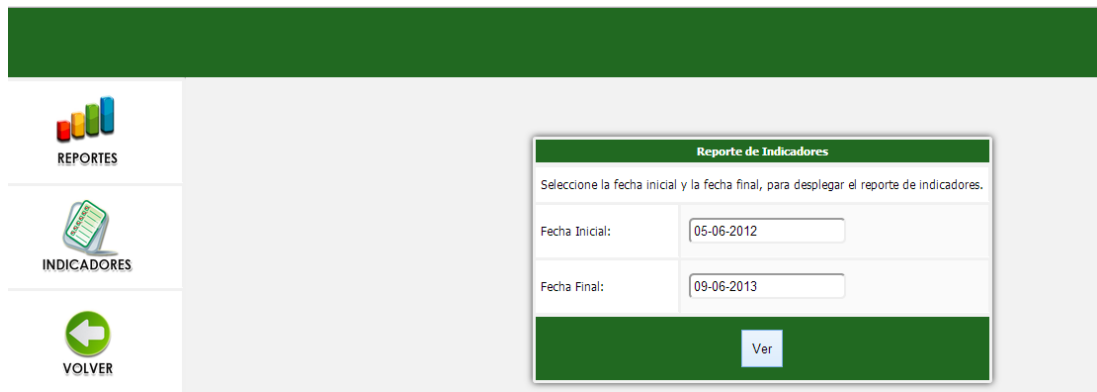 REPORTES
INDICADORES
VOLVER
Reporte de Indicadores
Seleccione la fecha inicial y la fecha final, para desplegar el reporte de indicadores.
Fecha Inicial: 05-06-2012
Fecha Final: 09-06-2013
Ver